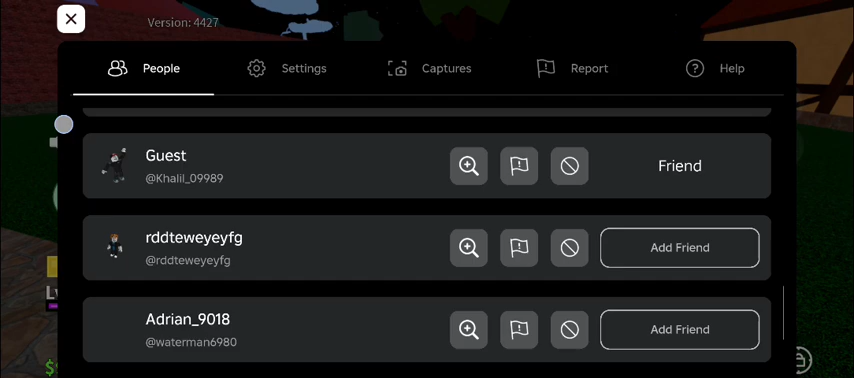 Version: 4427
People Settings Captures Report Help
Guest
@Khalil_09989
Friend
rddteweyeyfg
@rddteweyeyfg
Add Friend
Adrian_9018
@waterman6980
Add Friend